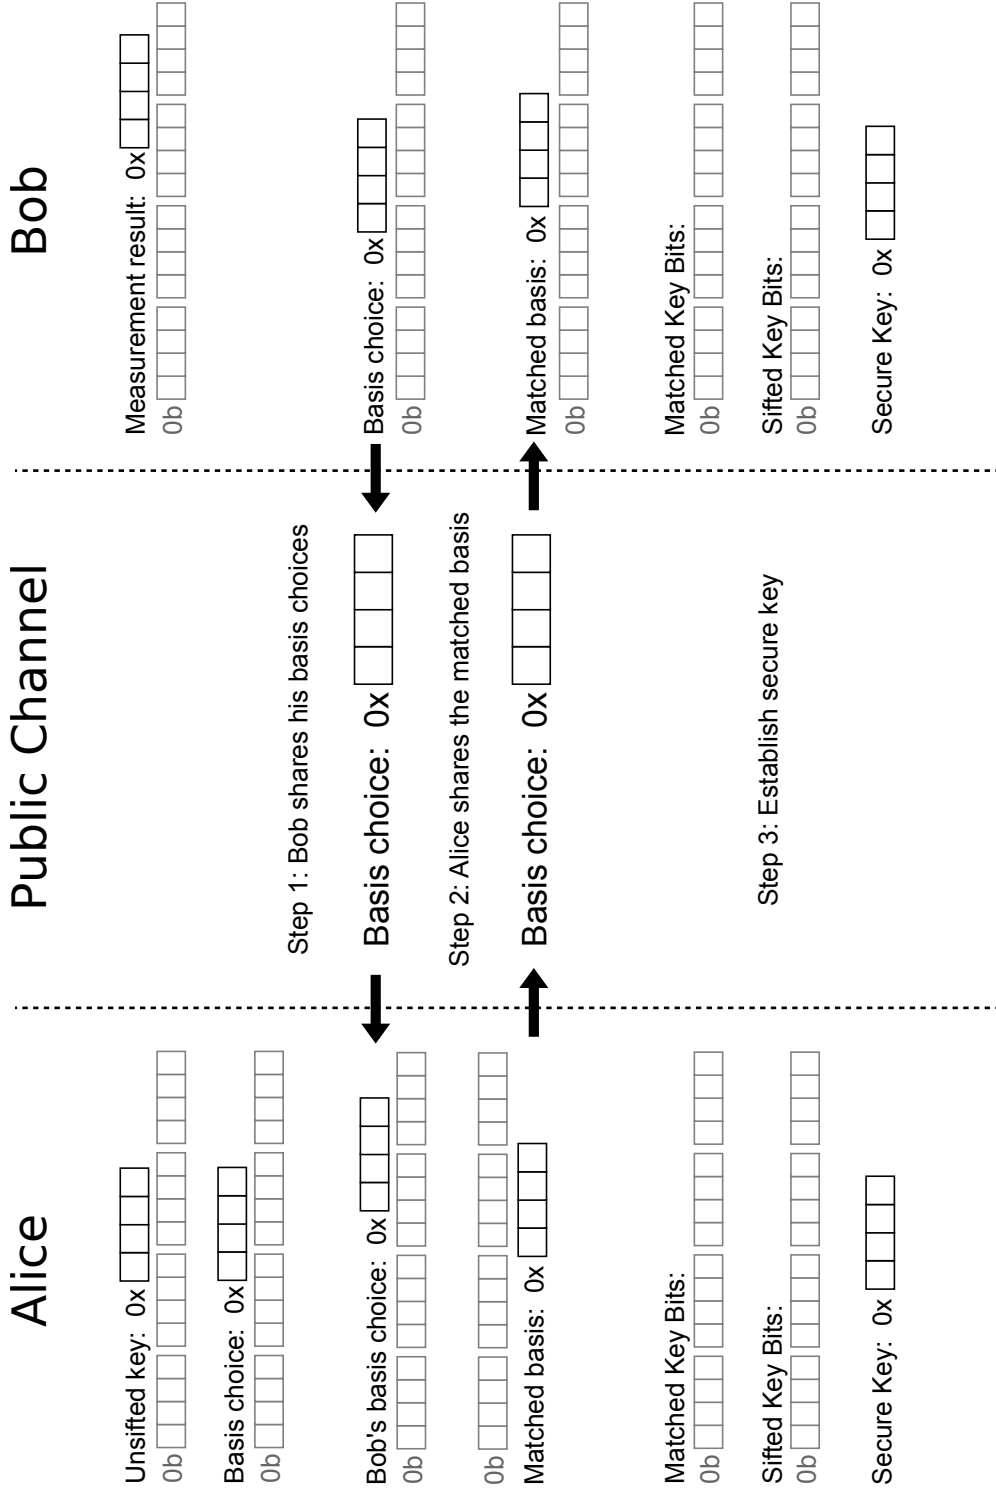 Alice
Public Channel
Bob
Unsifted key: 0x
0b
Basis choice: 0x
0b
Measurement result: 0x
0b
Step 1: Bob shares his basis choices
Bob's basis choice: 0x
0b
Basis choice: 0x
Basis choice: 0x
0b
Step 2: Alice shares the matched basis
0b
Matched basis: 0x
Basis choice: 0x
Matched basis: 0x
0b
Matched Key Bits:
0b
Matched Key Bits:
0b
Step 3: Establish secure key
Sifted Key Bits:
0b
Sifted Key Bits:
0b
Secure Key: 0x
Secure Key: 0x